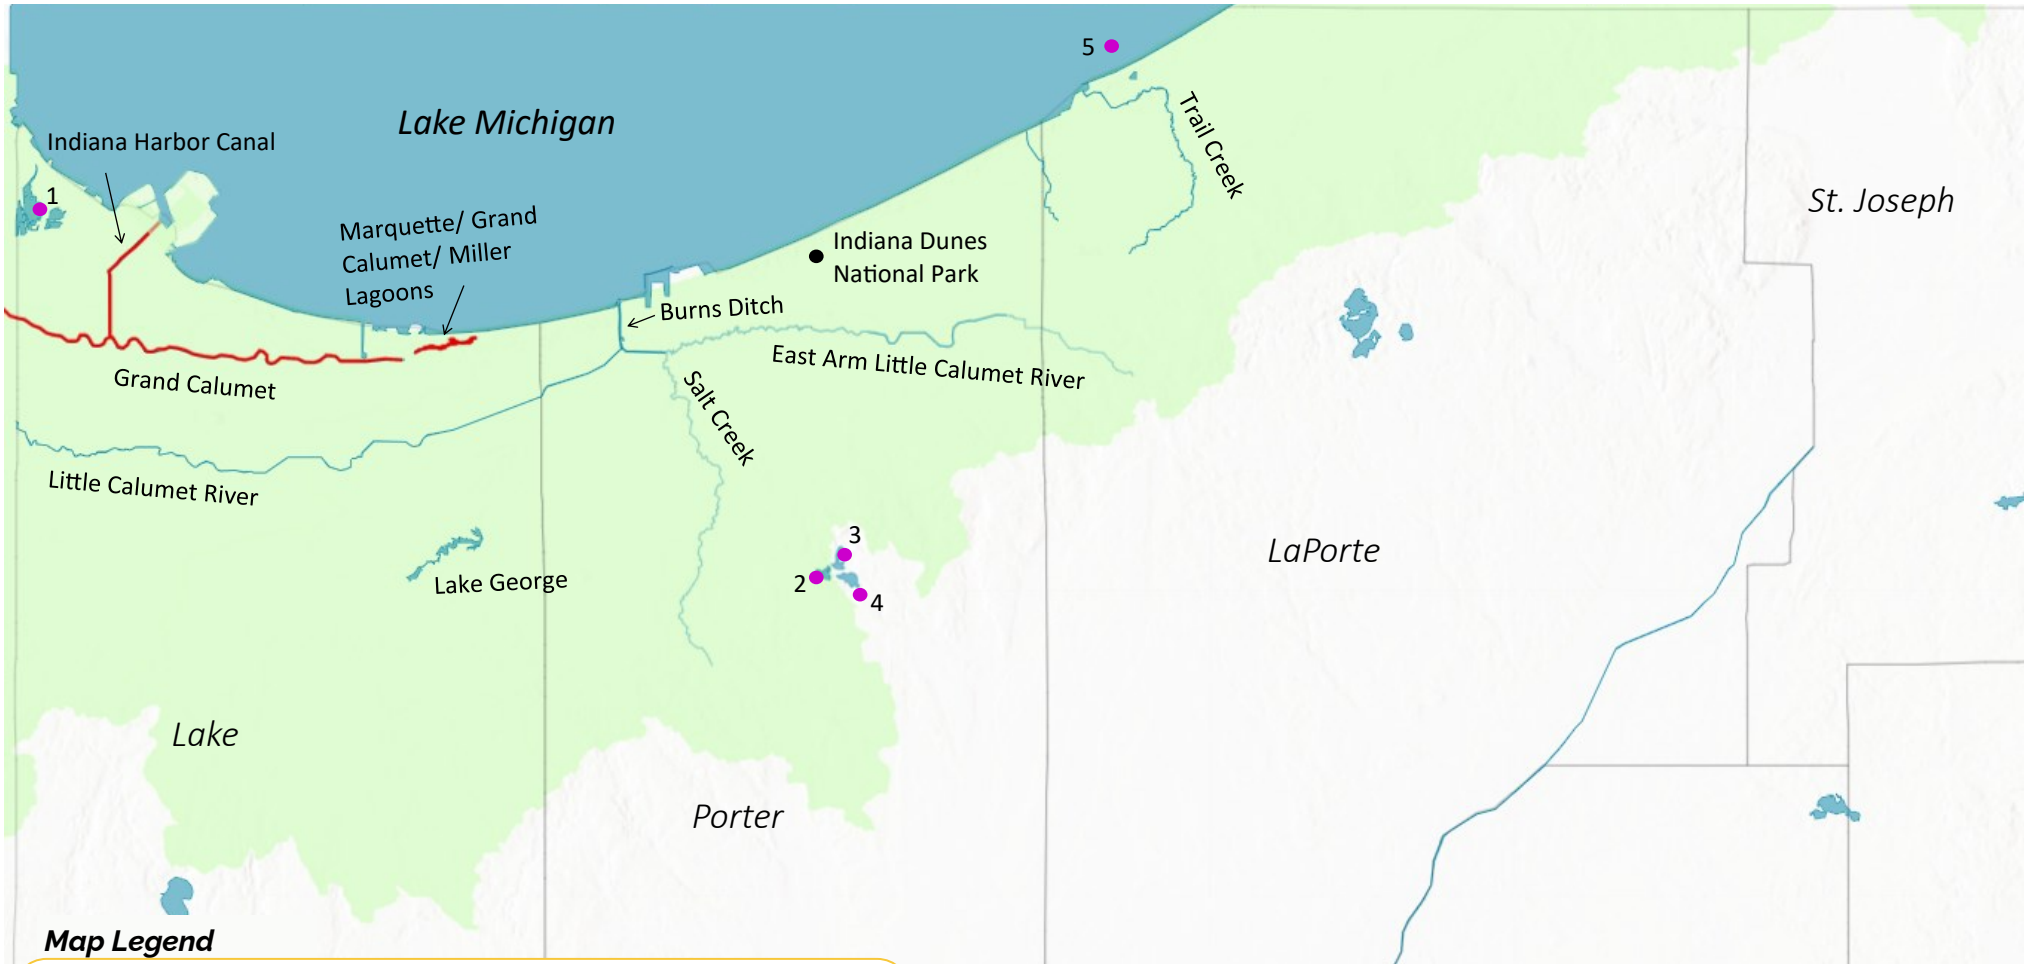 5
Lake Michigan
Trail Creek
Indiana Harbor Canal
1
St. Joseph
Marquette/ Grand
Calumet/ Miller
Lagoons
Indiana Dunes
National Park
Burns Ditch
East Arm Little Calumet River
Grand Calumet
Salt Creek
Little Calumet River
3
LaPorte
2
Lake George
4
Lake
Porter
Map Legend